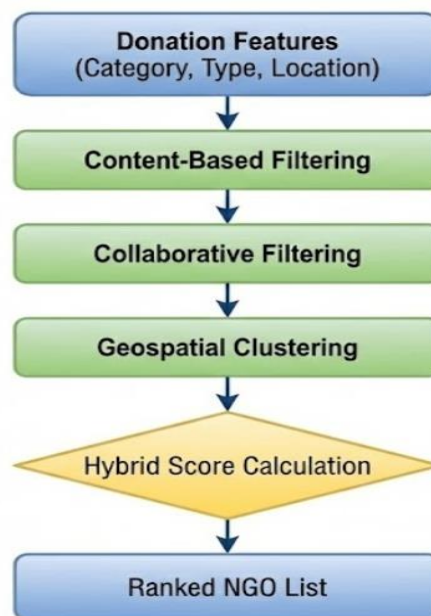 Donation Features
(Category, Type, Location)
Content-Based Filtering
Collaborative Filtering
Geospatial Clustering
Hybrid Score Calculation
Ranked NGO List